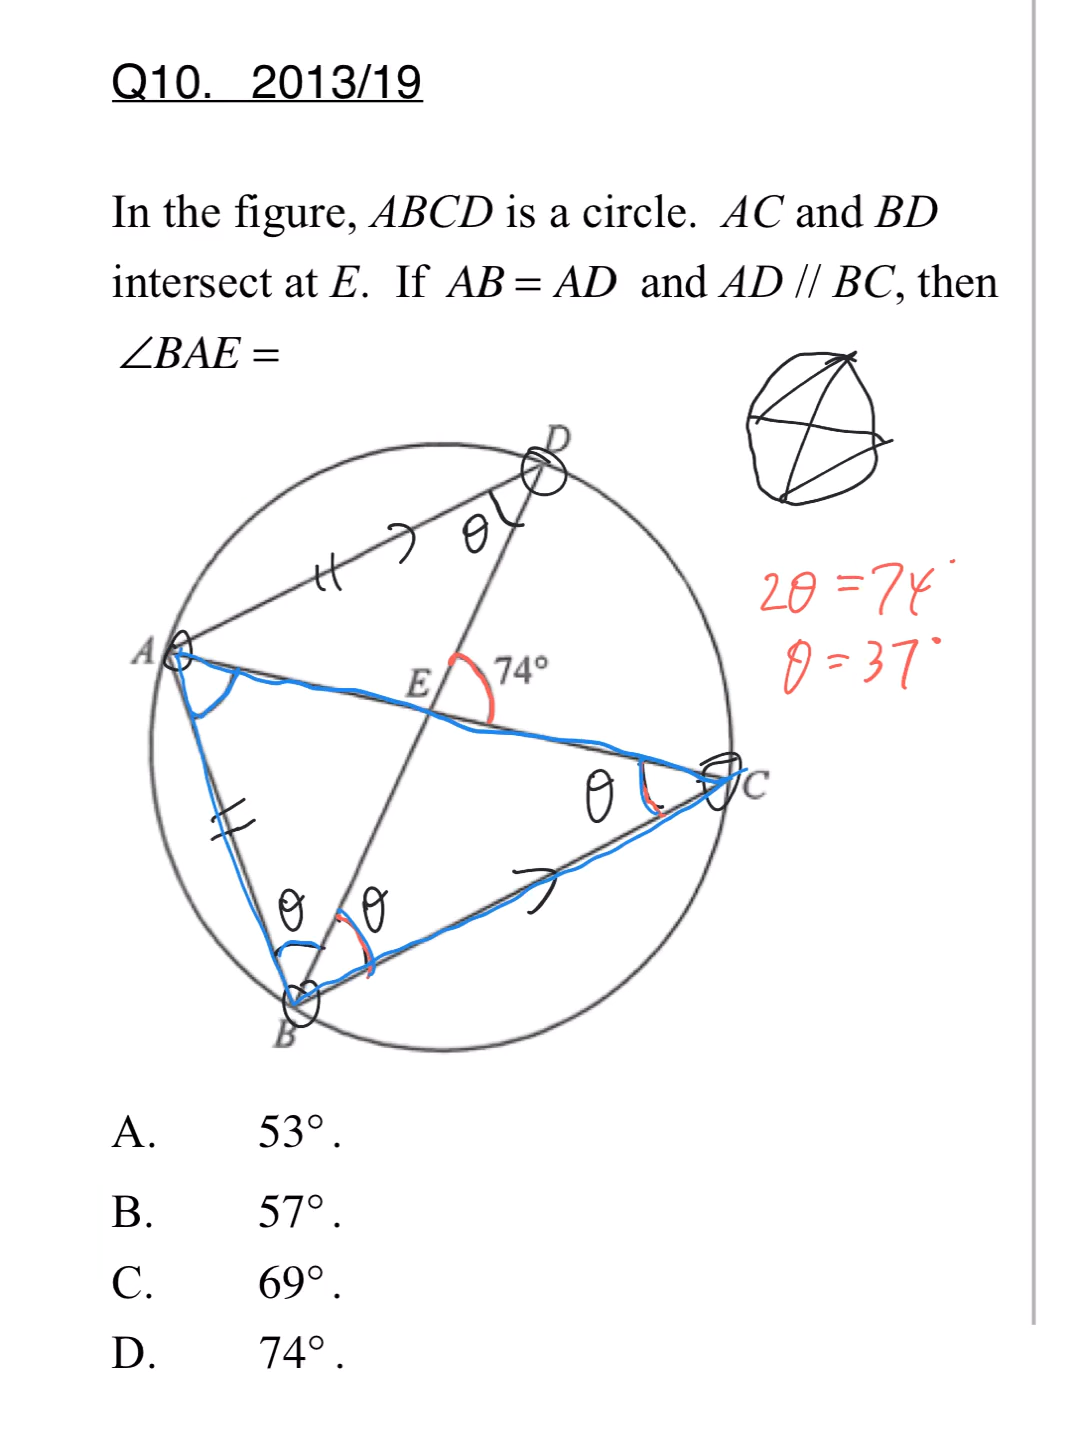 Q10. 2013/19
In the figure, ABCD is a circle. AC and BD
intersect at E. If AB = AD and AD // BC, then
∠BAE =
D
θ
2θ = 74°
A
E
74°
θ = 37°
θ
C
θ
θ
B
A. 53°.
B. 57°.
C. 69°.
D. 74°.